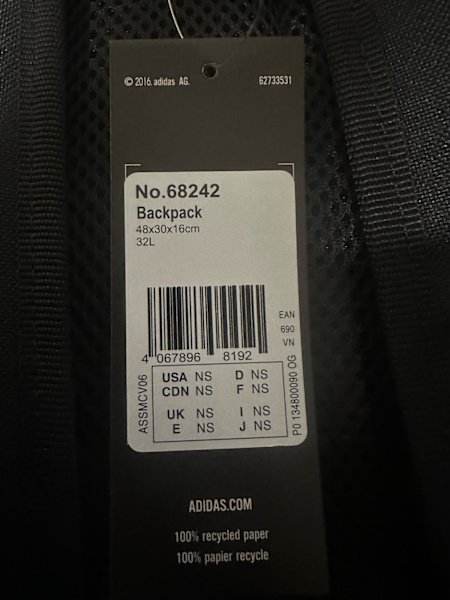 © 2016. adidas AG.
62733531
No.68242
Backpack
48x30x16cm
32L
EAN
690
VN
4 067896 8192
ASSMCV06
USA NS D NS
CDN NS F NS
UK NS I NS
E NS J NS
P0 134800090 OG
ADIDAS.COM
100% recycled paper
100% papier recycle